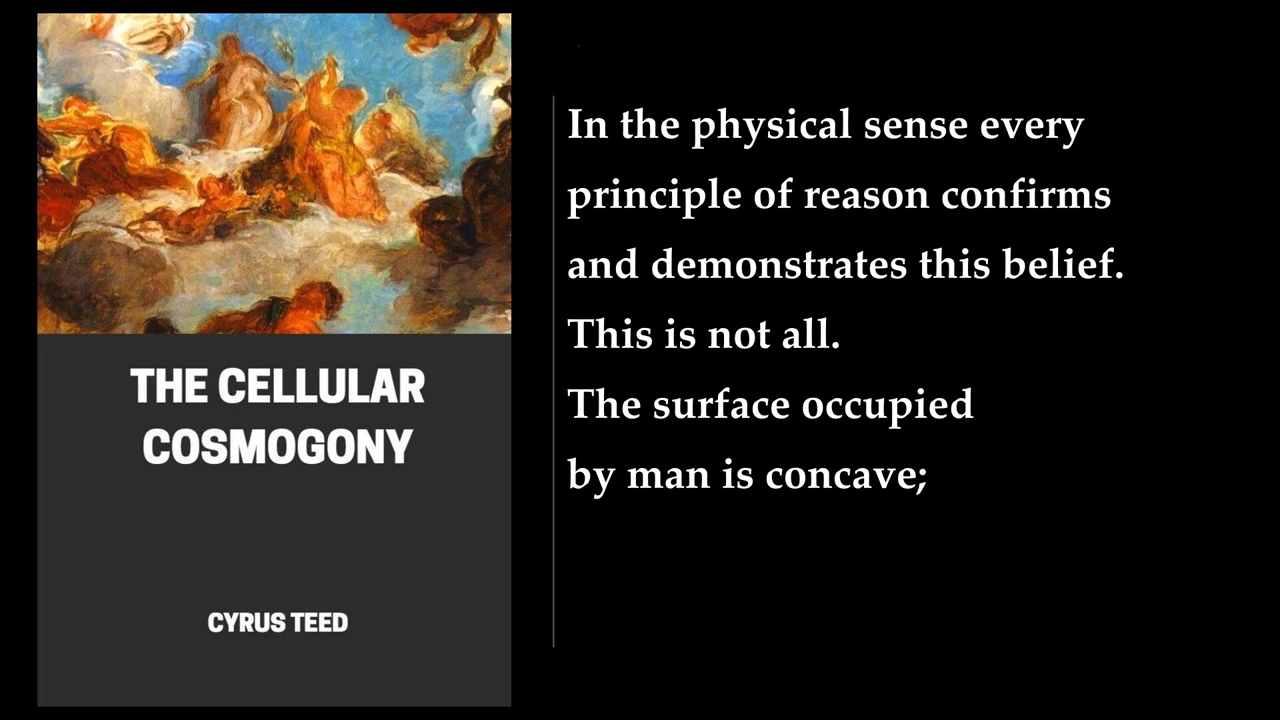 THE CELLULAR
COSMOGONY
CYRUS TEED
In the physical sense every
principle of reason confirms
and demonstrates this belief.
This is not all.
The surface occupied
by man is concave;